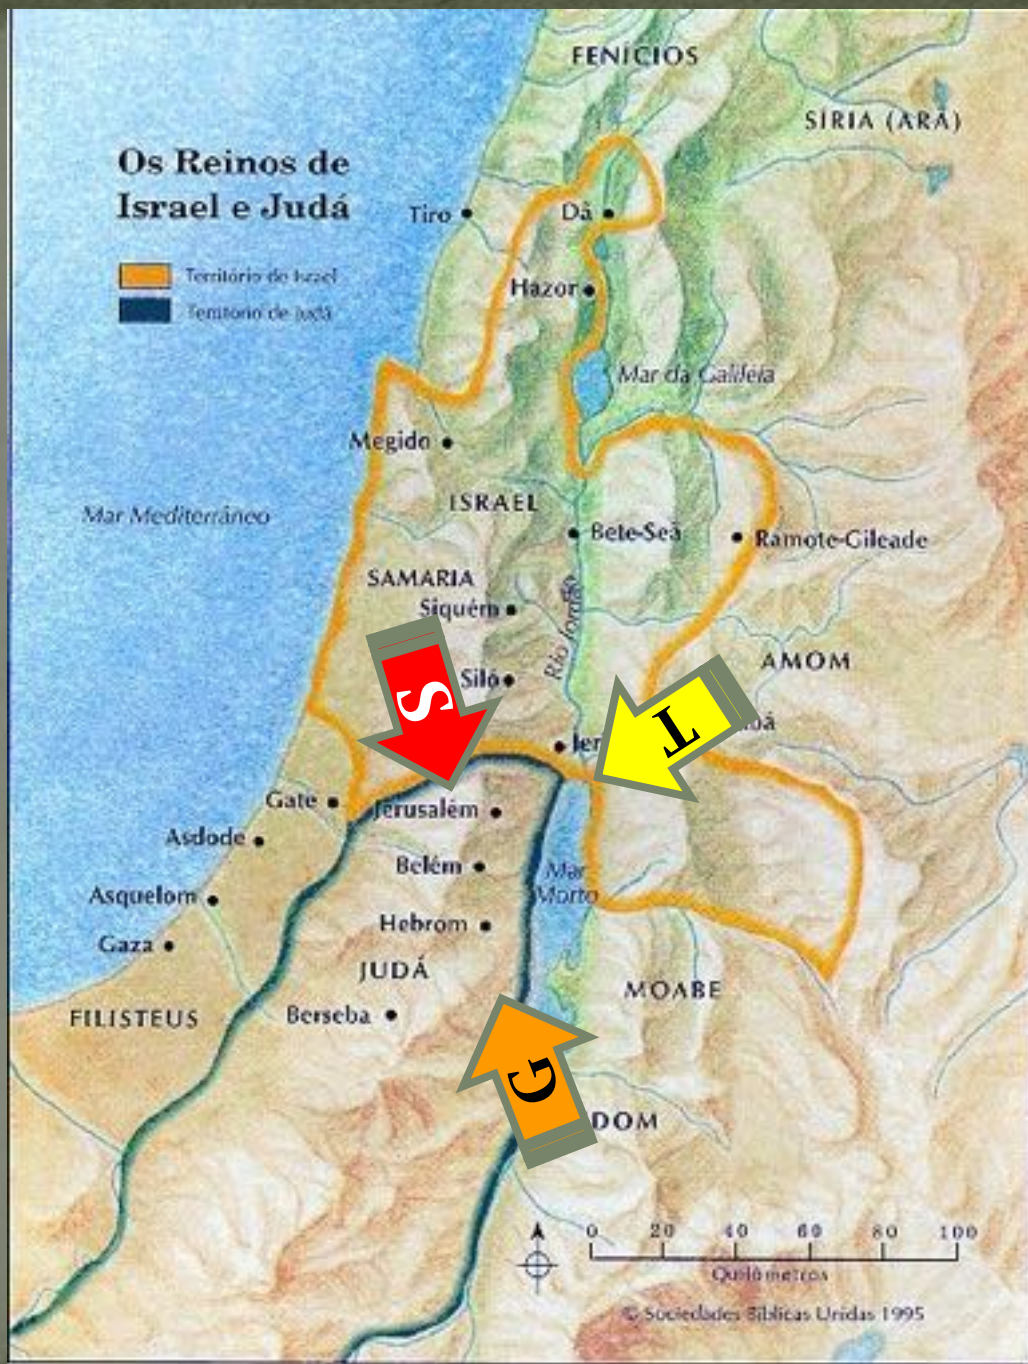 FENÍCIOS
SÍRIA (ARÃ)
Os Reinos de
Israel e Judá
Território de Israel
Território de Judá
Tiro
Dã
Hazor
Mar da Galiléia
Megido
ISRAEL
Mar Mediterrâneo
Bete-Seã
Ramote-Gileade
SAMARIA
Siquém
Rio Jordão
AMOM
Siló
S
T
Jer
Gate
Jerusalém
Asdode
Belém
Mar
Morto
Asquelom
Hebrom
Gaza
JUDÁ
MOABE
FILISTEUS
Berseba
G
DOM
0 20 40 60 80 100
Quilômetros
© Sociedades Bíblicas Unidas 1995